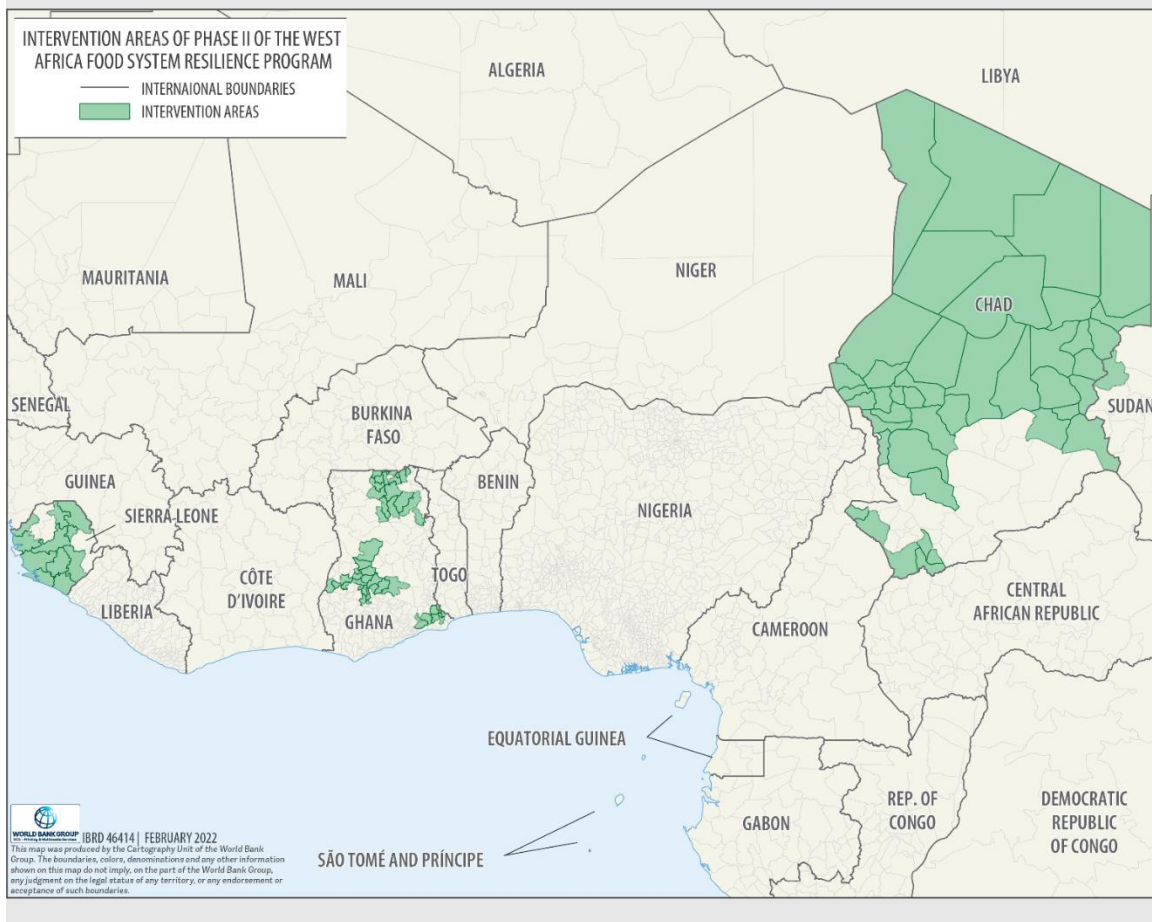 INTERVENTION AREAS OF PHASE II OF THE WEST
AFRICA FOOD SYSTEM RESILIENCE PROGRAM
INTERNAIONAL BOUNDARIES
INTERVENTION AREAS
ALGERIA
LIBYA
MAURITANIA
MALI
NIGER
CHAD
SENEGAL
BURKINA
FASO
SUDAN
GUINEA
BENIN
SIERRA LEONE
NIGERIA
CÔTE
D'IVOIRE
TOGO
LIBERIA
GHANA
CENTRAL
AFRICAN REPUBLIC
CAMEROON
EQUATORIAL GUINEA
REP. OF
CONGO
DEMOCRATIC
REPUBLIC
OF CONGO
GABON
SÃO TOMÉ AND PRÍNCIPE
WORLD BANK GROUP
IBRD 46414 | FEBRUARY 2022
This map was produced by the Cartography Unit of the World Bank
Group. The boundaries, colors, denominations and any other information
shown on this map do not imply, on the part of the World Bank Group,
any judgment on the legal status of any territory, or any endorsement or
acceptance of such boundaries.